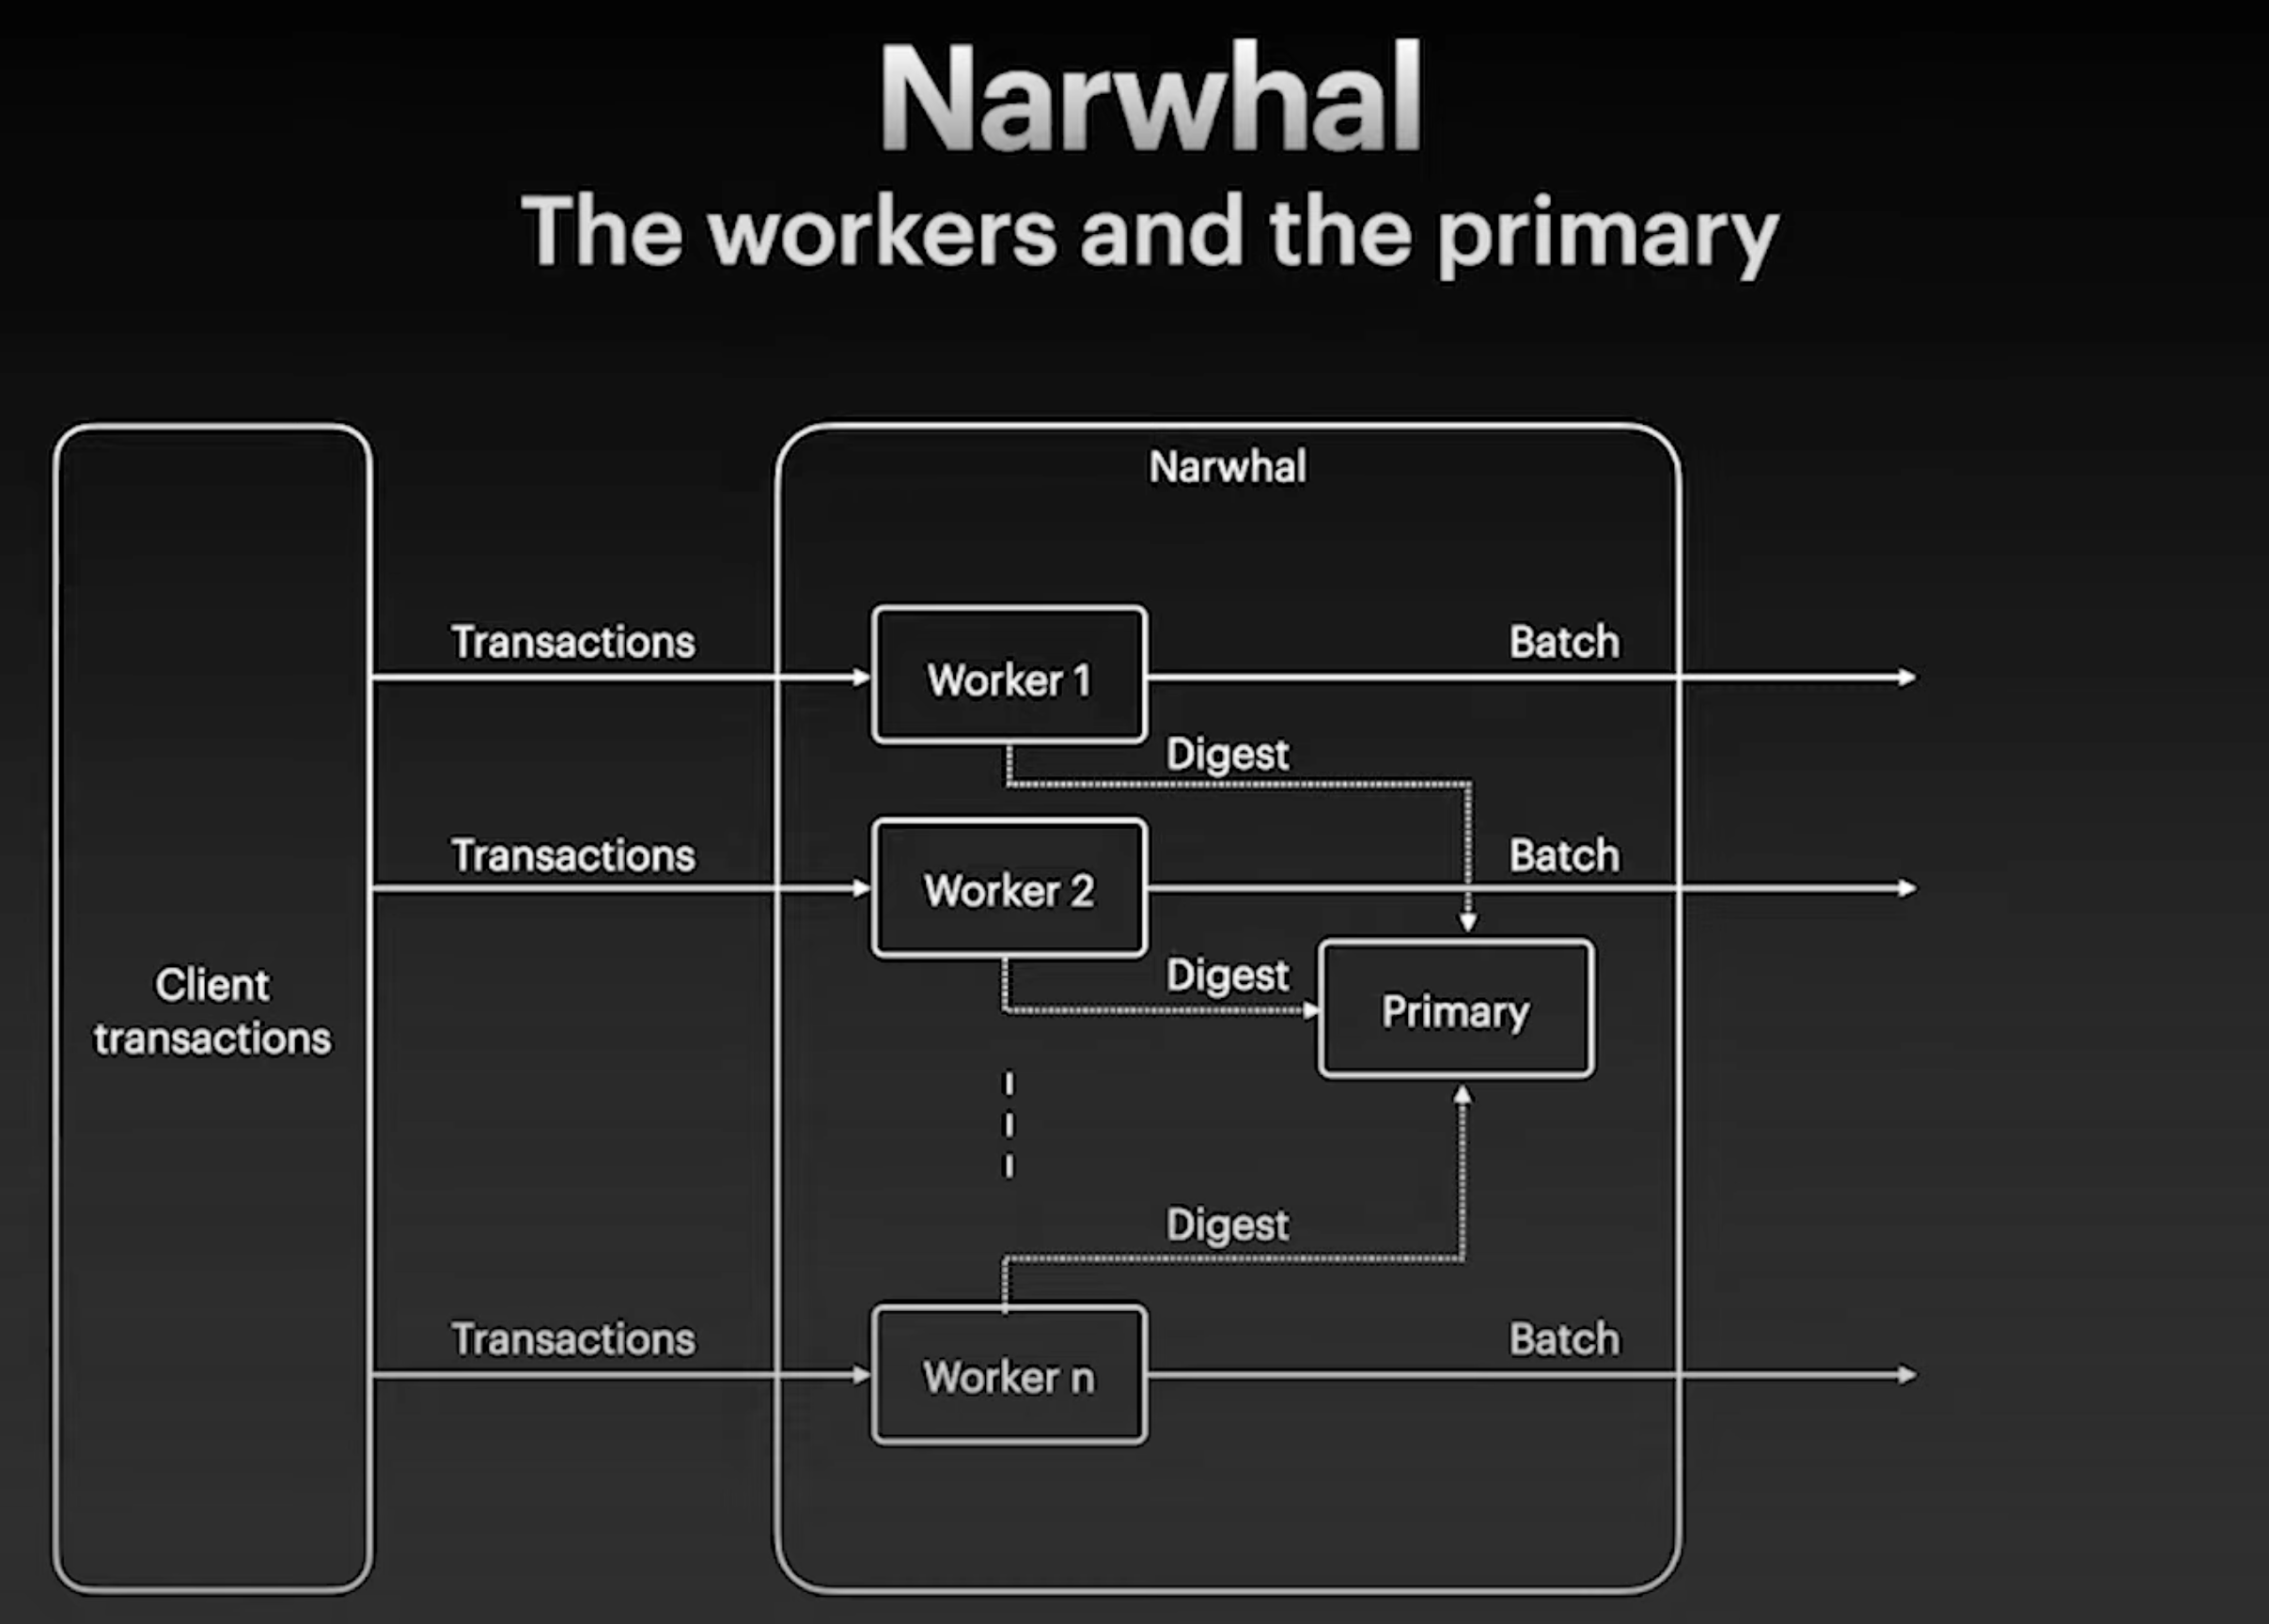 Narwhal
The workers and the primary
Narwhal
Transactions
Worker 1
Batch
Digest
Transactions
Worker 2
Batch
Client
transactions
Digest
Primary
Digest
Transactions
Worker n
Batch